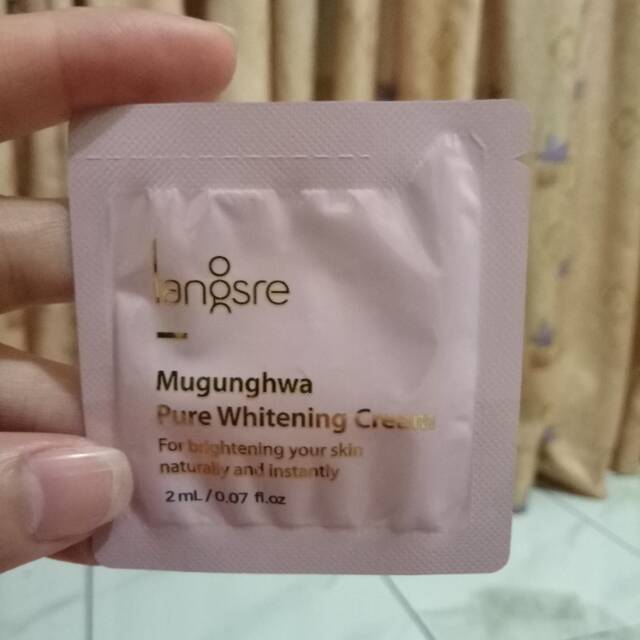 langsre
Mugunghwa
Pure Whitening Cream
For brightening your skin
naturally and instantly
2 mL / 0.07 fl.oz